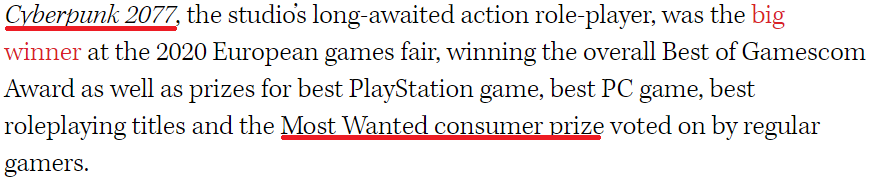 Cyberpunk 2077, the studio's long-awaited action role-player, was the big
winner at the 2020 European games fair, winning the overall Best of Gamescom
Award as well as prizes for best PlayStation game, best PC game, best
roleplaying titles and the Most Wanted consumer prize voted on by regular
gamers.